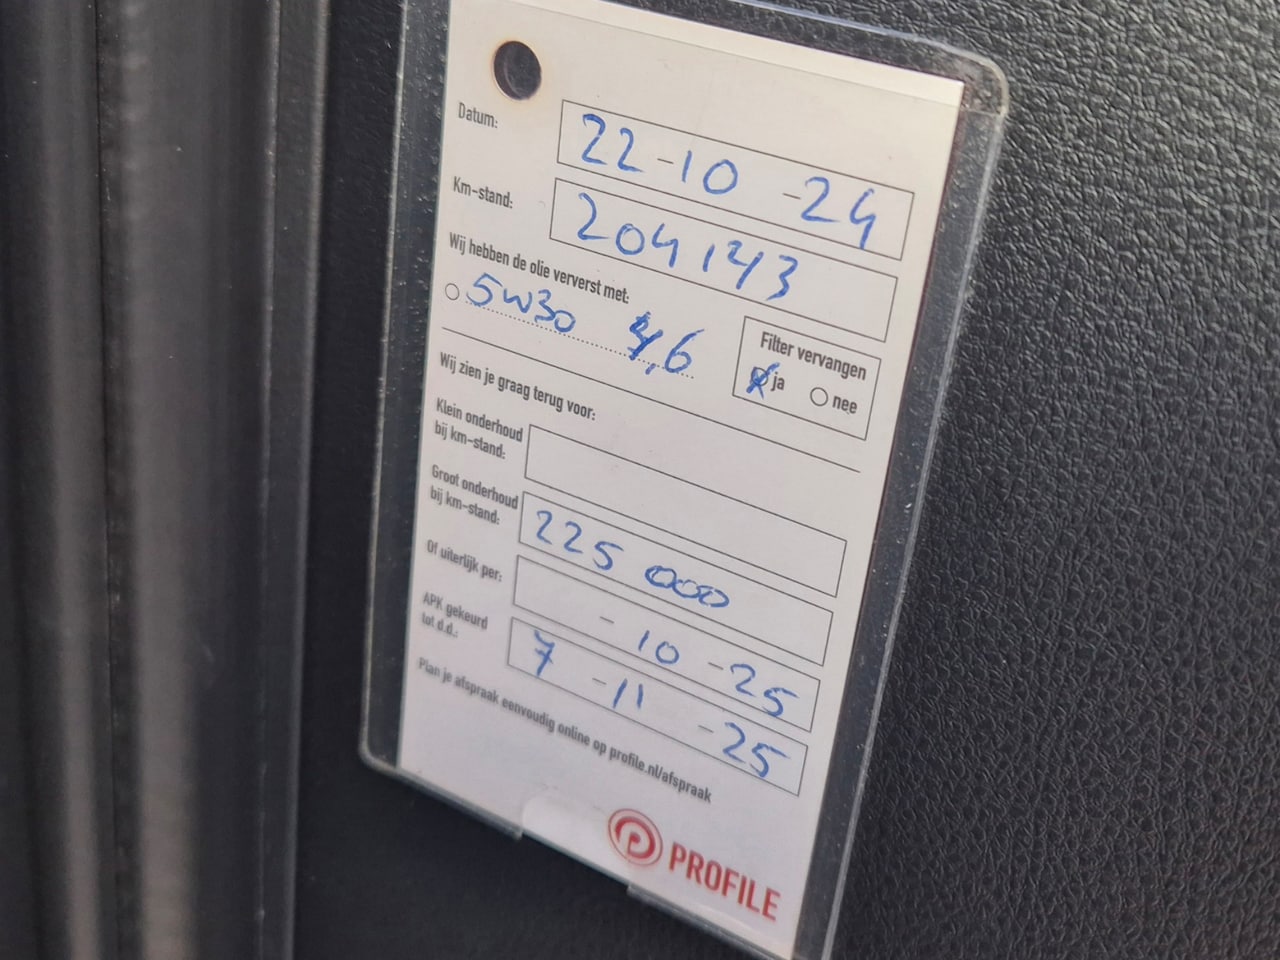 Datum: 22-10-24
Km-stand: 204143
Wij hebben de olie ververst met:
5w30 4,6
Filter vervangen
ja nee
Wij zien je graag terug voor:
Klein onderhoud
bij km-stand:
Groot onderhoud
bij km-stand: 225 000
Of uiterlijk per: - 10 - 25
APK gekeurd
tot d.d.: 7 - 11 - 25
Plan je afspraak eenvoudig online op profile.nl/afspraak
PROFILE